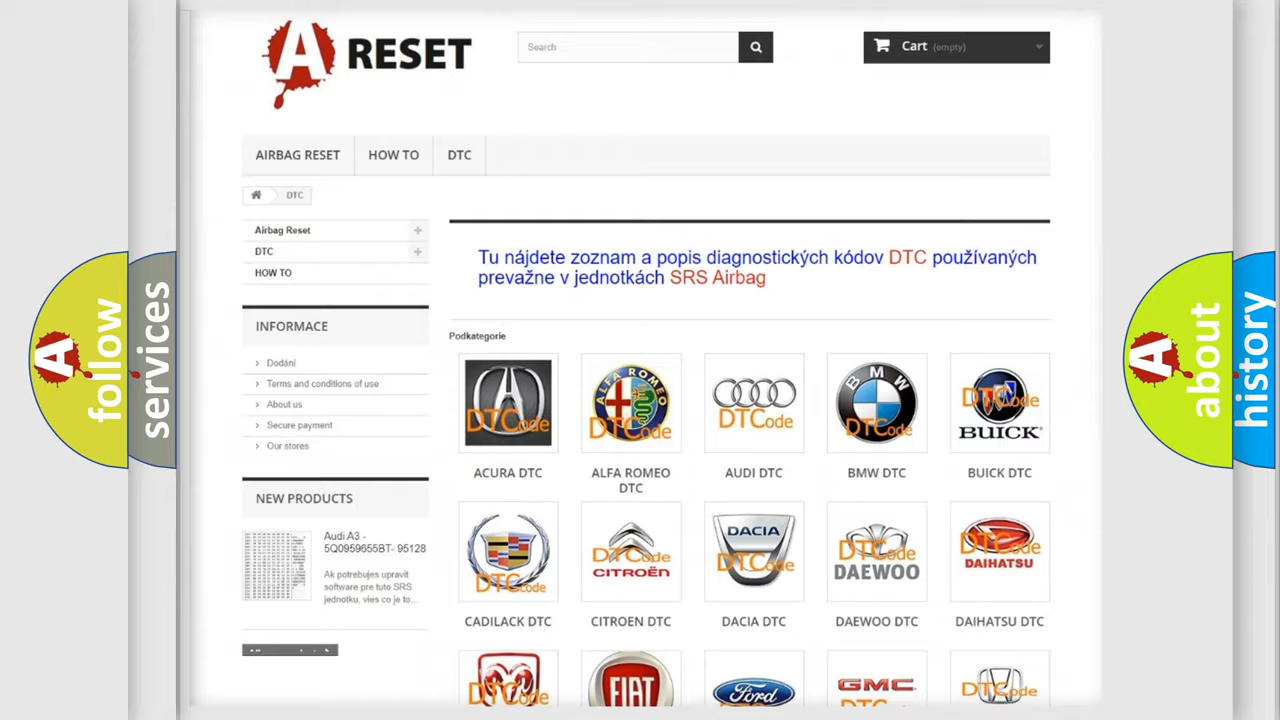 A RESET
Search
Cart (empty)
AIRBAG RESET
HOW TO
DTC
DTC
Airbag Reset
DTC
HOW TO
Tu nájdete zoznam a popis diagnostických kódov DTC používaných
prevažne v jednotkách SRS Airbag
INFORMACE
Dodání
Terms and conditions of use
About us
Secure payment
Our stores
NEW PRODUCTS
Audi A3 -
5Q0959655BT- 95128
Ak potrebujes upravit
software pre tuto SRS
jednotku, vies co je to...
Podkategorie
DTCode
ALFA ROMEO
DTCode
DTCode
BMW
DTCode
DTCode
BUICK
ACURA DTC
ALFA ROMEO
DTC
AUDI DTC
BMW DTC
BUICK DTC
DTCode
DTCode
CITROËN
DACIA
DTCode
DTCode
DAEWOO
DTCode
DAIHATSU
CADILACK DTC
CITROEN DTC
DACIA DTC
DAEWOO DTC
DAIHATSU DTC
DTCode
FIAT
Ford
GMC
DTCode
A follow
services
A about
history